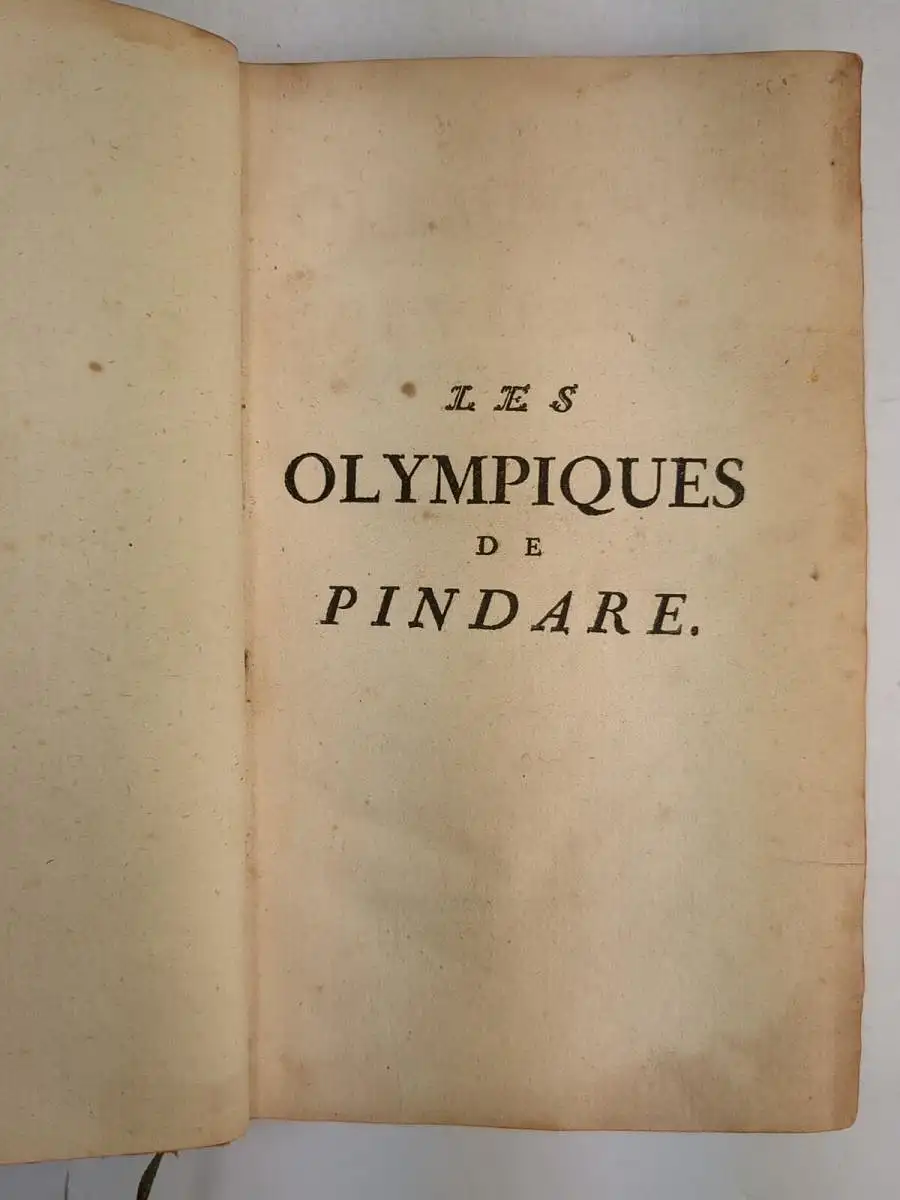 LES
OLYMPIQUES
DE
PINDARE.